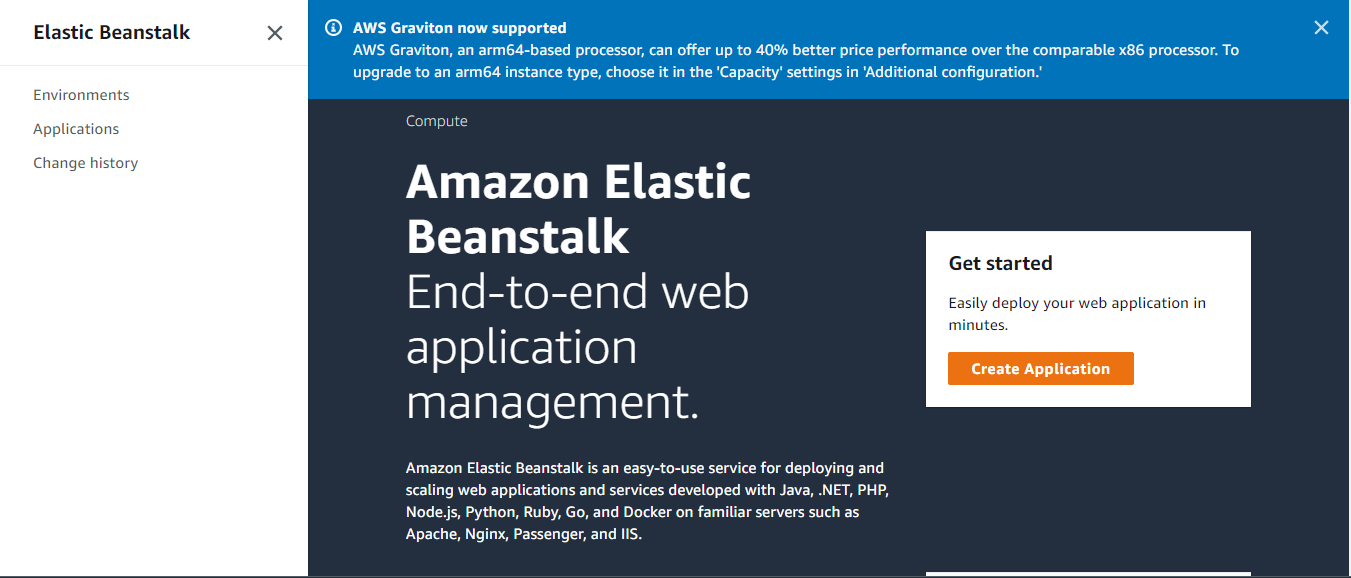 Elastic Beanstalk
Environments
Applications
Change history
AWS Graviton now supported
AWS Graviton, an arm64-based processor, can offer up to 40% better price performance over the comparable x86 processor. To
upgrade to an arm64 instance type, choose it in the 'Capacity' settings in 'Additional configuration.'
Compute
Amazon Elastic
Beanstalk
End-to-end web
application
management.
Amazon Elastic Beanstalk is an easy-to-use service for deploying and
scaling web applications and services developed with Java, .NET, PHP,
Node.js, Python, Ruby, Go, and Docker on familiar servers such as
Apache, Nginx, Passenger, and IIS.
Get started
Easily deploy your web application in
minutes.
Create Application